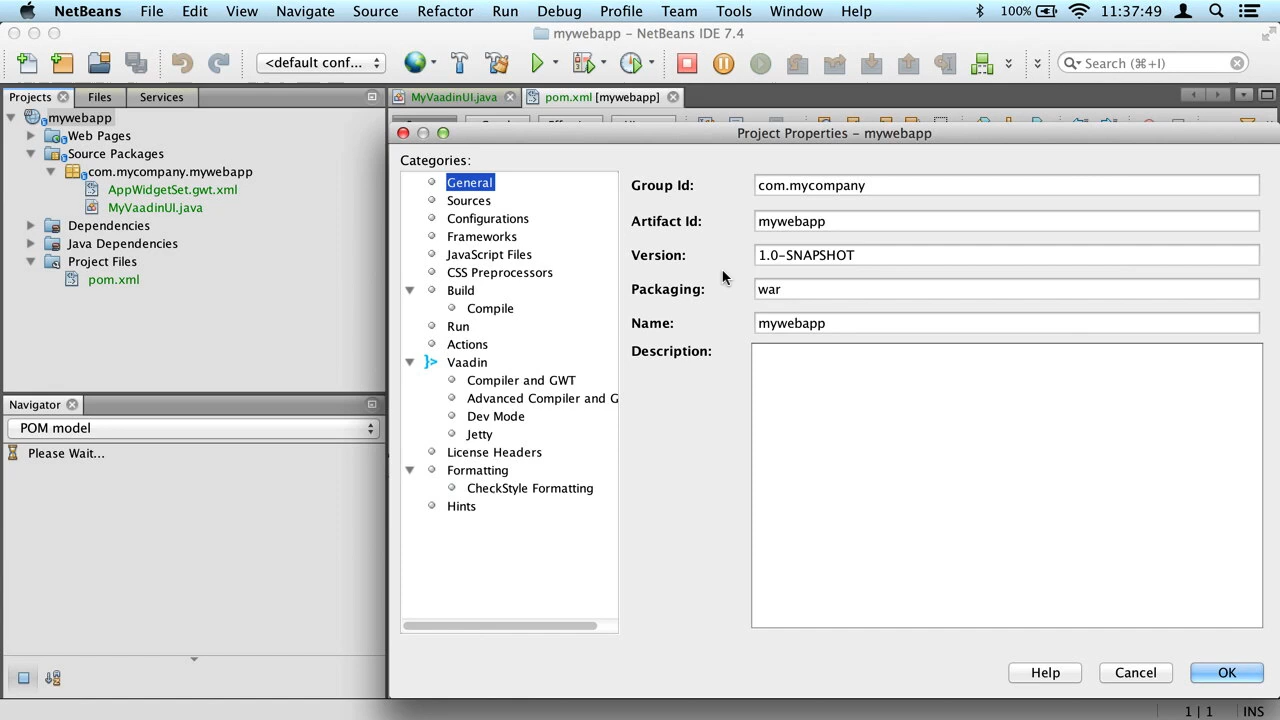 NetBeans File Edit View Navigate Source Refactor Run Debug Profile Team Tools Window Help 100% 11:37:49
mywebapp – NetBeans IDE 7.4
<default conf... Search (⌘+I)
Projects Files Services
MyVaadinUI.java pom.xml [mywebapp]
mywebapp
Web Pages
Source Packages
com.mycompany.mywebapp
AppWidgetSet.gwt.xml
MyVaadinUI.java
Dependencies
Java Dependencies
Project Files
pom.xml
Navigator
POM model
Please Wait...
Project Properties – mywebapp
Categories:
General
Sources
Configurations
Frameworks
JavaScript Files
CSS Preprocessors
Build
Compile
Run
Actions
Vaadin
Compiler and GWT
Advanced Compiler and G
Dev Mode
Jetty
License Headers
Formatting
CheckStyle Formatting
Hints
Group Id: com.mycompany
Artifact Id: mywebapp
Version: 1.0-SNAPSHOT
Packaging: war
Name: mywebapp
Description:
Help Cancel OK
1 | 1 INS